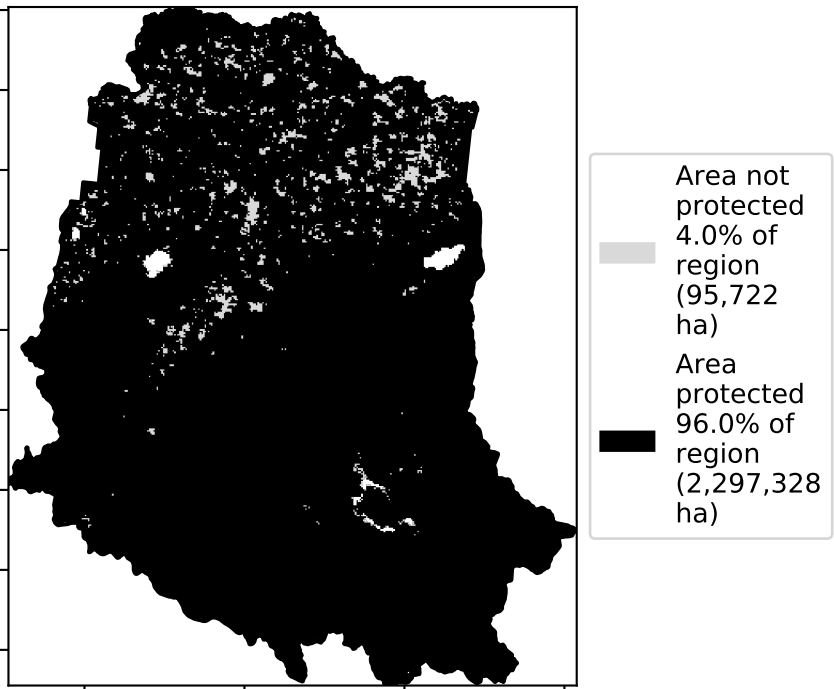 Area not
protected
4.0% of
region
(95,722
ha)
Area
protected
96.0% of
region
(2,297,328
ha)